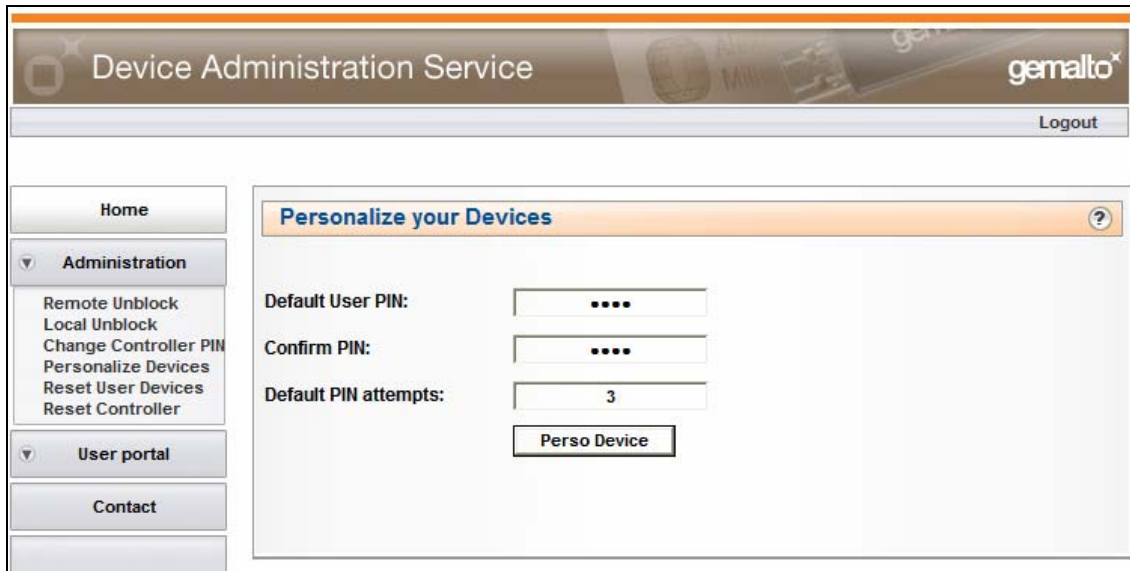 Device Administration Service
gemalto
Logout
Home
Administration
Remote Unblock
Local Unblock
Change Controller PIN
Personalize Devices
Reset User Devices
Reset Controller
User portal
Contact
Personalize your Devices
?
Default User PIN:
••••
Confirm PIN:
••••
Default PIN attempts:
3
Perso Device